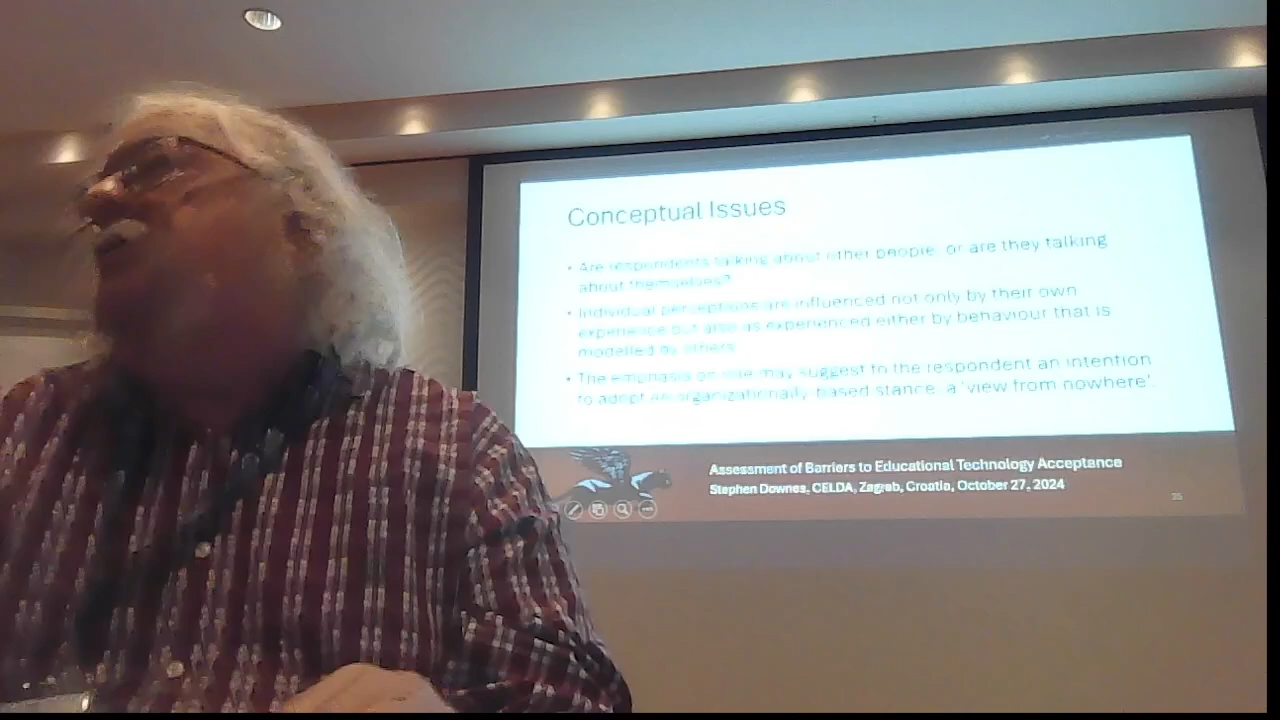 Conceptual Issues
• Are respondents talking about other people, or are they talking
about themselves?
• Individual perceptions are influenced not only by their own
experience but also as experienced either by behaviour that is
modelled by others
• The emphasis on role may suggest to the respondent an intention
to adopt an organizationally-based stance, a 'view from nowhere'.
Assessment of Barriers to Educational Technology Acceptance
Stephen Downes, CELDA, Zagreb, Croatia, October 27, 2024